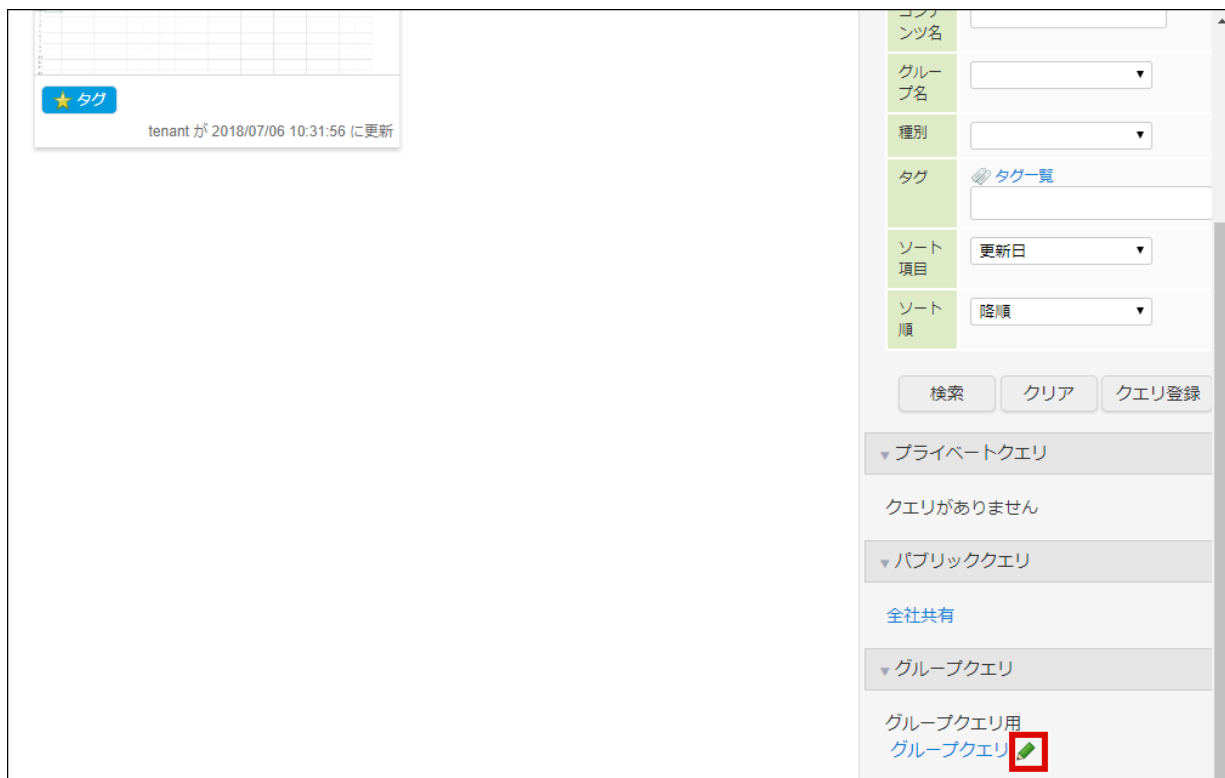 タグ
tenant が 2018/07/06 10:31:56 に更新
コンテ
ンツ名
グルー
プ名
種別
タグ
タグ一覧
ソート
項目
更新日
ソート
順
降順
検索
クリア
クエリ登録
プライベートクエリ
クエリがありません
パブリッククエリ
全社共有
グループクエリ
グループクエリ用
グループクエリ